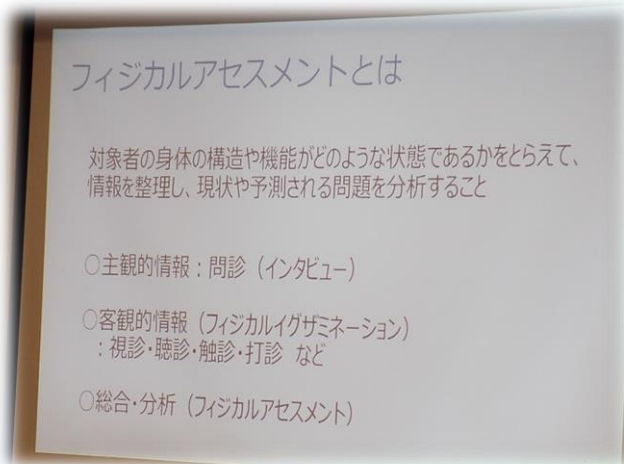 フィジカルアセスメントとは
対象者の身体の構造や機能がどのような状態であるかをとらえて、
情報を整理し、現状や予測される問題を分析すること
○主観的情報：問診（インタビュー）
○客観的情報（フィジカルイグザミネーション）
：視診・聴診・触診・打診 など
○総合・分析（フィジカルアセスメント）